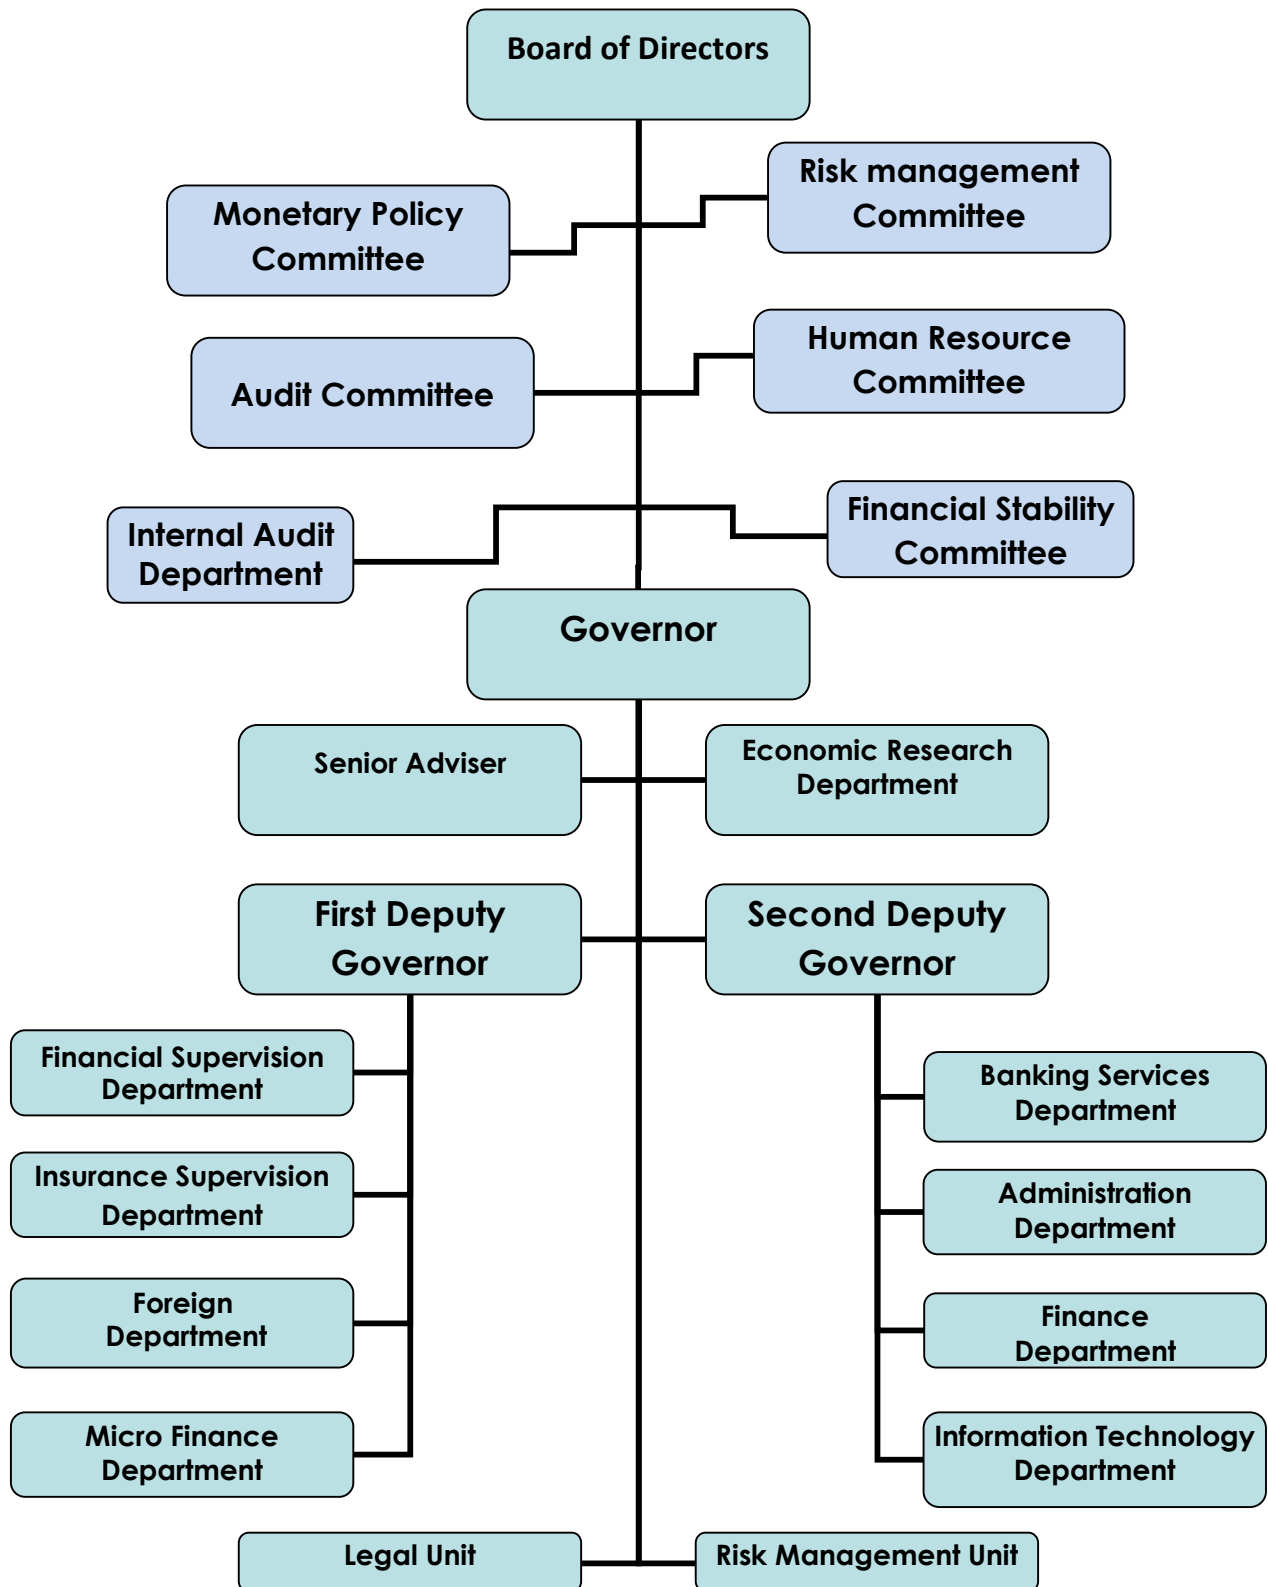 Board of Directors
Risk management
Committee
Monetary Policy
Committee
Human Resource
Committee
Audit Committee
Financial Stability
Committee
Internal Audit
Department
Governor
Senior Adviser
Economic Research
Department
First Deputy
Governor
Second Deputy
Governor
Financial Supervision
Department
Banking Services
Department
Insurance Supervision
Department
Administration
Department
Foreign
Department
Finance
Department
Micro Finance
Department
Information Technology
Department
Legal Unit
Risk Management Unit